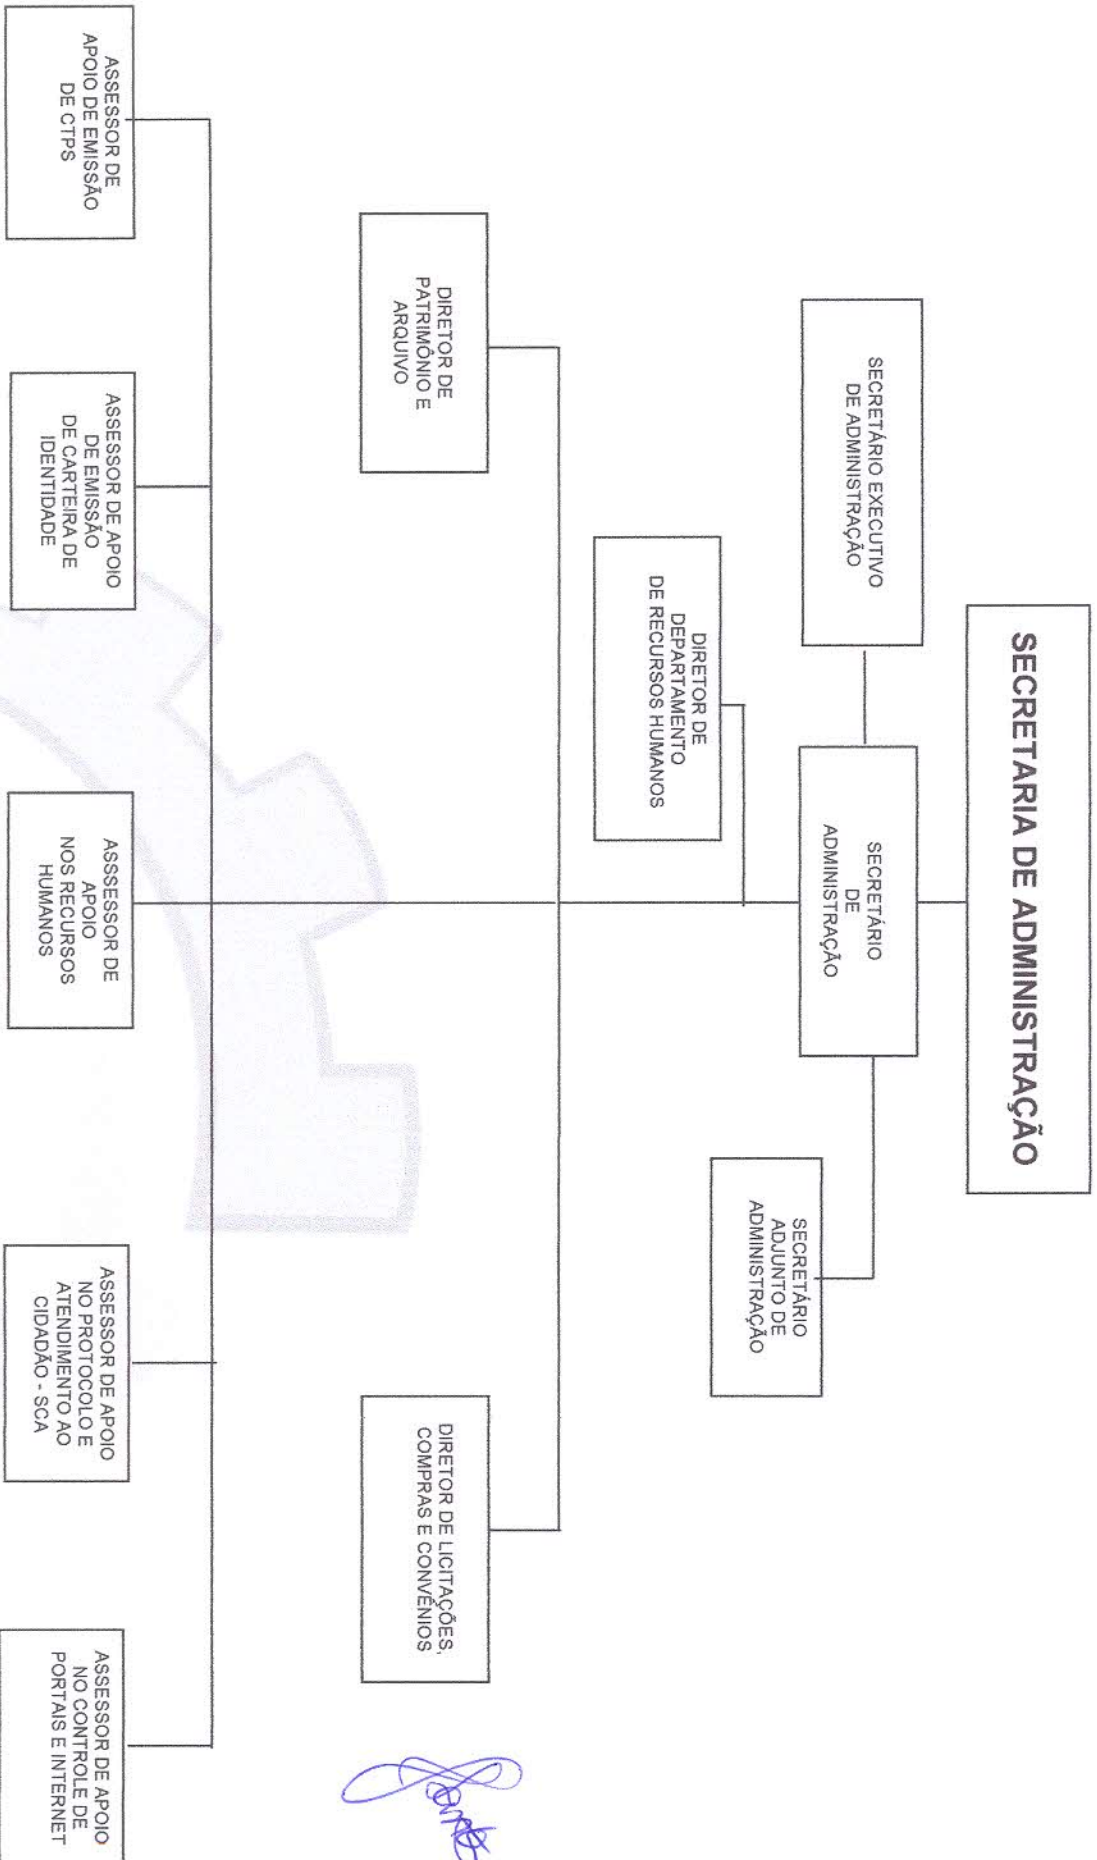 SECRETARIA DE ADMINISTRAÇÃO
SECRETÁRIO EXECUTIVO
DE ADMINISTRAÇÃO
SECRETÁRIO
DE
ADMINISTRAÇÃO
SECRETÁRIO
ADJUNTO DE
ADMINISTRAÇÃO
DIRETOR DE
DEPARTAMENTO
DE RECURSOS HUMANOS
DIRETOR DE
PATRIMÔNIO E
ARQUIVO
DIRETOR DE LICITAÇÕES,
COMPRAS E CONVÊNIOS
ASSESSOR DE
APOIO DE EMISSÃO
DE CTPS
ASSESSOR DE APOIO
DE EMISSÃO
DE CARTEIRA DE
IDENTIDADE
ASSSESSOR DE
APOIO
NOS RECURSOS
HUMANOS
ASSESSOR DE APOIO
NO PROTOCOLO E
ATENDIMENTO AO
CIDADÃO - SCA
ASSESSOR DE APOIO
NO CONTROLE DE
PORTAIS E INTERNET